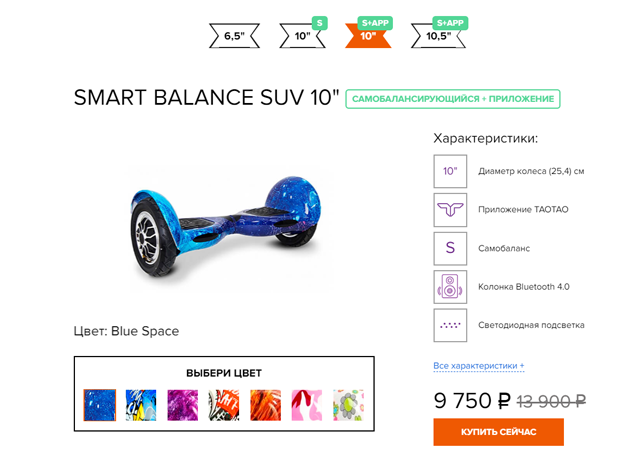 S S+APP S+APP
6,5" 10" 10" 10,5"
SMART BALANCE SUV 10" САМОБАЛАНСИРУЮЩИЙСЯ + ПРИЛОЖЕНИЕ
Характеристики:
10" Диаметр колеса (25,4) см
Приложение TAOTAO
S Самобаланс
Колонка Bluetooth 4.0
Светодиодная подсветка
Цвет: Blue Space
ВЫБЕРИ ЦВЕТ
Все характеристики +
9 750 ₽ 13 900 ₽
КУПИТЬ СЕЙЧАС